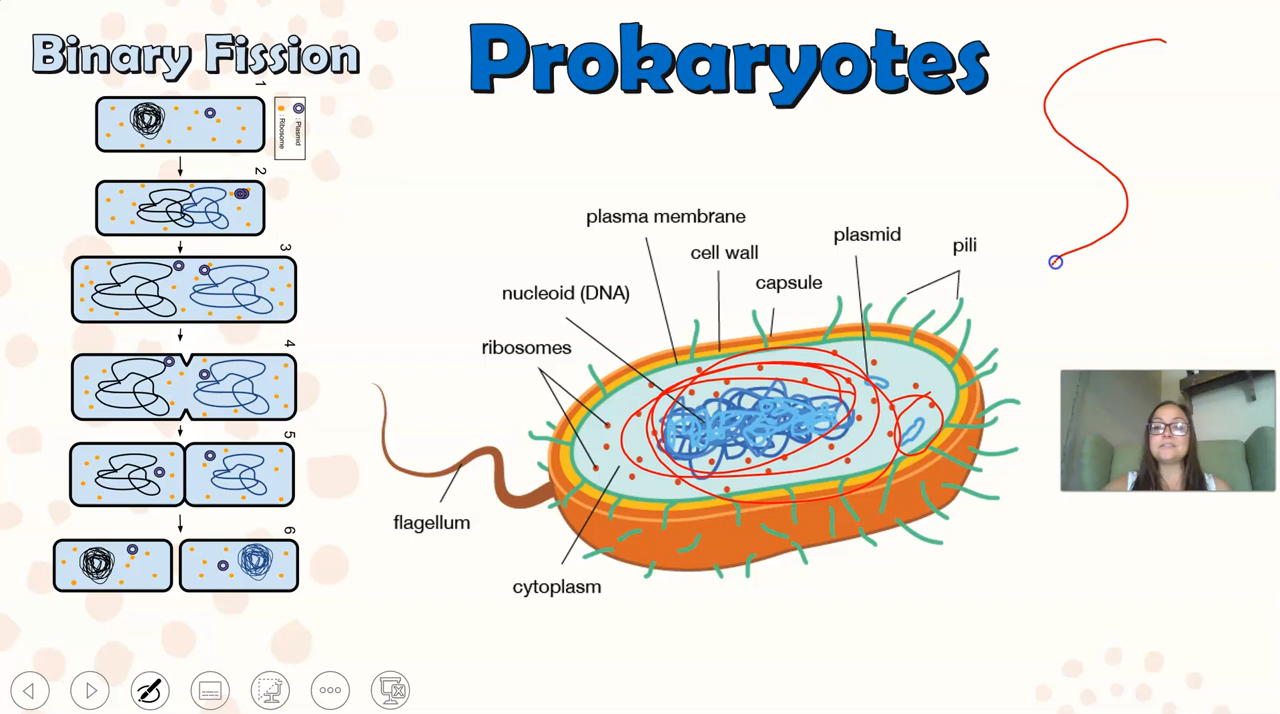 Binary Fission
Prokaryotes
1
: Plasmid
: Ribosome
2
3
4
5
6
plasma membrane
cell wall
plasmid
pili
capsule
nucleoid (DNA)
ribosomes
flagellum
cytoplasm